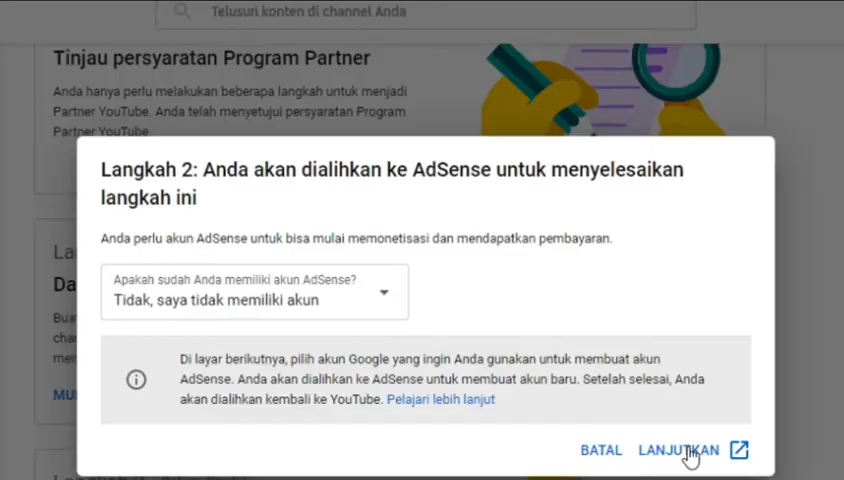 Telusuri konten di channel Anda
Tinjau persyaratan Program Partner
Anda hanya perlu melakukan beberapa langkah untuk menjadi
Partner YouTube. Anda telah menyetujui persyaratan Program
Partner YouTube.
Langkah 2: Anda akan dialihkan ke AdSense untuk menyelesaikan
langkah ini
Anda perlu akun AdSense untuk bisa mulai memonetisasi dan mendapatkan pembayaran.
Apakah sudah Anda memiliki akun AdSense?
Tidak, saya tidak memiliki akun
Di layar berikutnya, pilih akun Google yang ingin Anda gunakan untuk membuat akun
AdSense. Anda akan dialihkan ke AdSense untuk membuat akun baru. Setelah selesai, Anda
akan dialihkan kembali ke YouTube. Pelajari lebih lanjut
BATAL LANJUTKAN